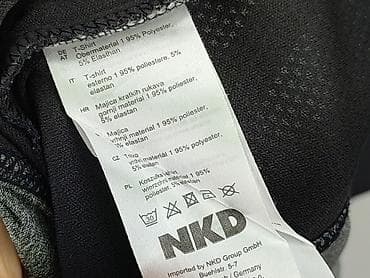 DE T-Shirt
AT Obermaterial 1 95% Polyester,
5% Elasthan
IT T-shirt
esterno 1 95% poliestere, 5%
elastan
HR Majica kratkih rukava
gornji materijal 1 95% poliester,
5% elastan
Majica
vrhnji material 1 95% poliester,
5% elastan
CZ Triko
vrchní materiál 1 95% polyester,
5% elastan
PL Koszulka
wierzchni materiał 1 95%
poliester, 5% elastan
30
NKD
Imported by NKD Group GmbH
Buehlstr. 5-7
Germany